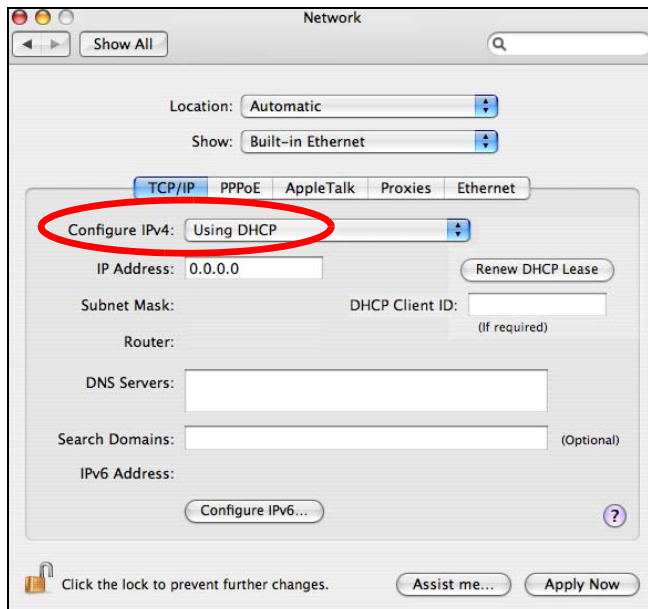 Network
Show All
Location: Automatic
Show: Built-in Ethernet
TCP/IP PPPoE AppleTalk Proxies Ethernet
Configure IPv4: Using DHCP
IP Address: 0.0.0.0 Renew DHCP Lease
Subnet Mask: DHCP Client ID:
(If required)
Router:
DNS Servers:
Search Domains: (Optional)
IPv6 Address:
Configure IPv6... ?
Click the lock to prevent further changes. Assist me... Apply Now